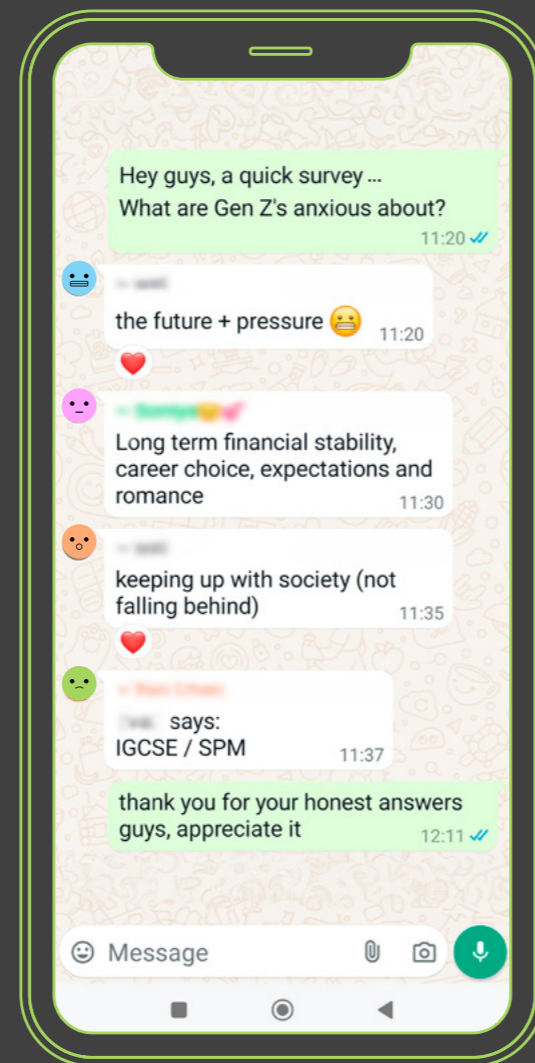 Hey guys, a quick survey ...
What are Gen Z's anxious about?
11:20
the future + pressure 😬 11:20
Long term financial stability,
career choice, expectations and
romance 11:30
keeping up with society (not
falling behind) 11:35
says:
IGCSE / SPM 11:37
thank you for your honest answers
guys, appreciate it 12:11
Message